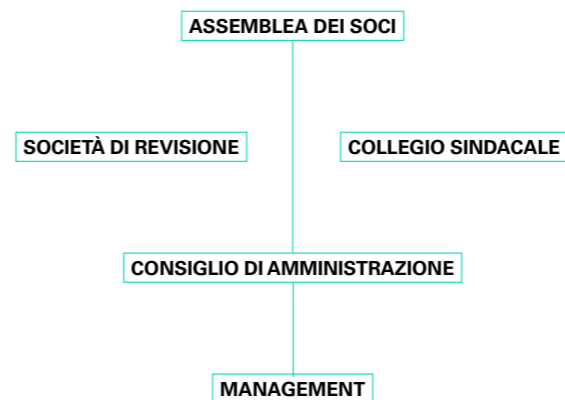 ASSEMBLEA DEI SOCI
SOCIETÀ DI REVISIONE
COLLEGIO SINDACALE
CONSIGLIO DI AMMINISTRAZIONE
MANAGEMENT